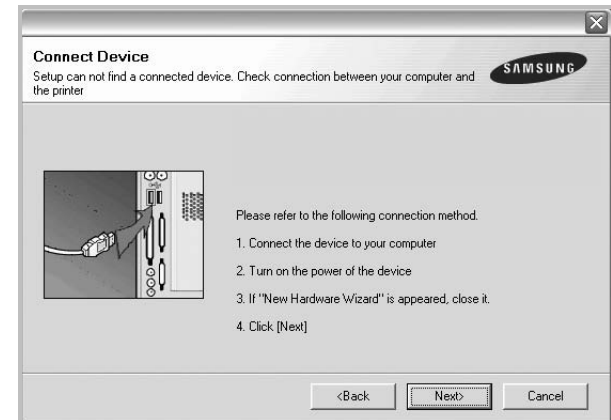 Connect Device
Setup can not find a connected device. Check connection between your computer and
the printer
SAMSUNG
Please refer to the following connection method.
1. Connect the device to your computer
2. Turn on the power of the device
3. If "New Hardware Wizard" is appeared, close it.
4. Click [Next]
<Back Next> Cancel